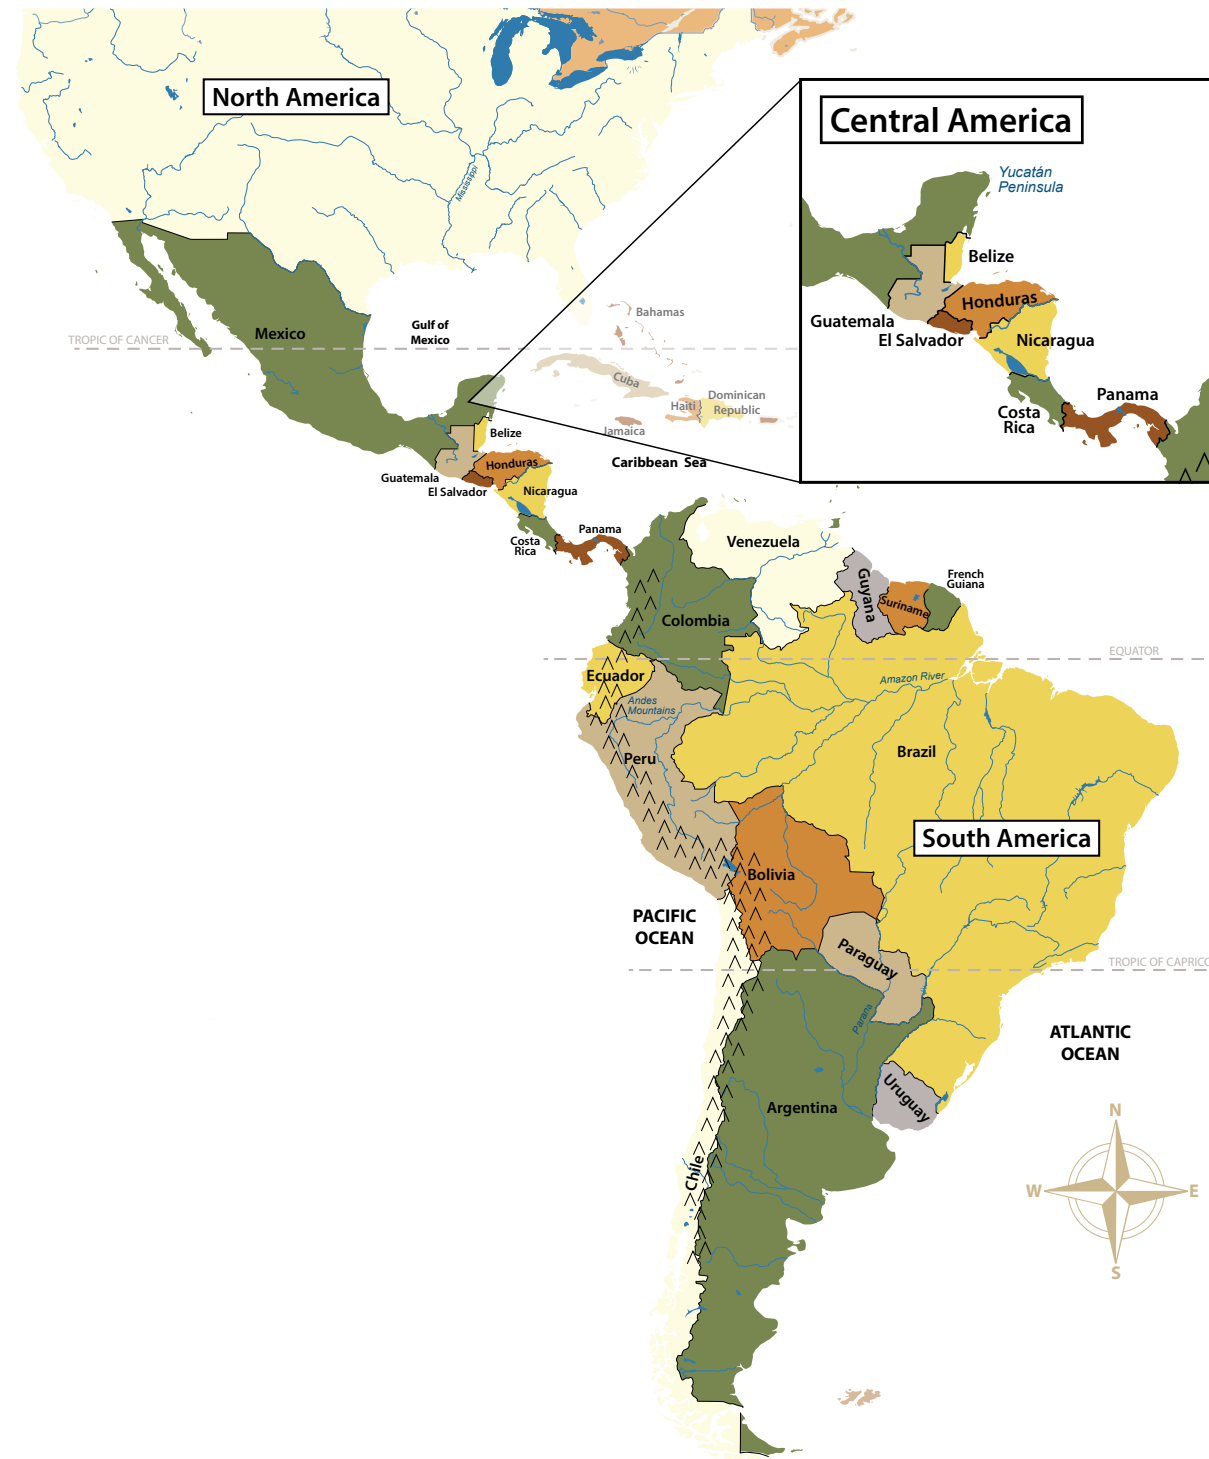 North America
Central America
Yucatán
Peninsula
Belize
Honduras
Guatemala
El Salvador
Nicaragua
Costa
Rica
Panama
Mississippi
Mexico
TROPIC OF CANCER
Gulf of
Mexico
Bahamas
Cuba
Haiti
Dominican
Republic
Jamaica
Caribbean Sea
Belize
Honduras
Guatemala
El Salvador
Nicaragua
Costa
Rica
Panama
Venezuela
Guyana
Suriname
French
Guiana
Colombia
EQUATOR
Ecuador
Andes
Mountains
Amazon River
Peru
Brazil
South America
Bolivia
PACIFIC
OCEAN
Paraguay
TROPIC OF CAPRICO
Parana
ATLANTIC
OCEAN
Uruguay
Argentina
Chile
N
W
E
S